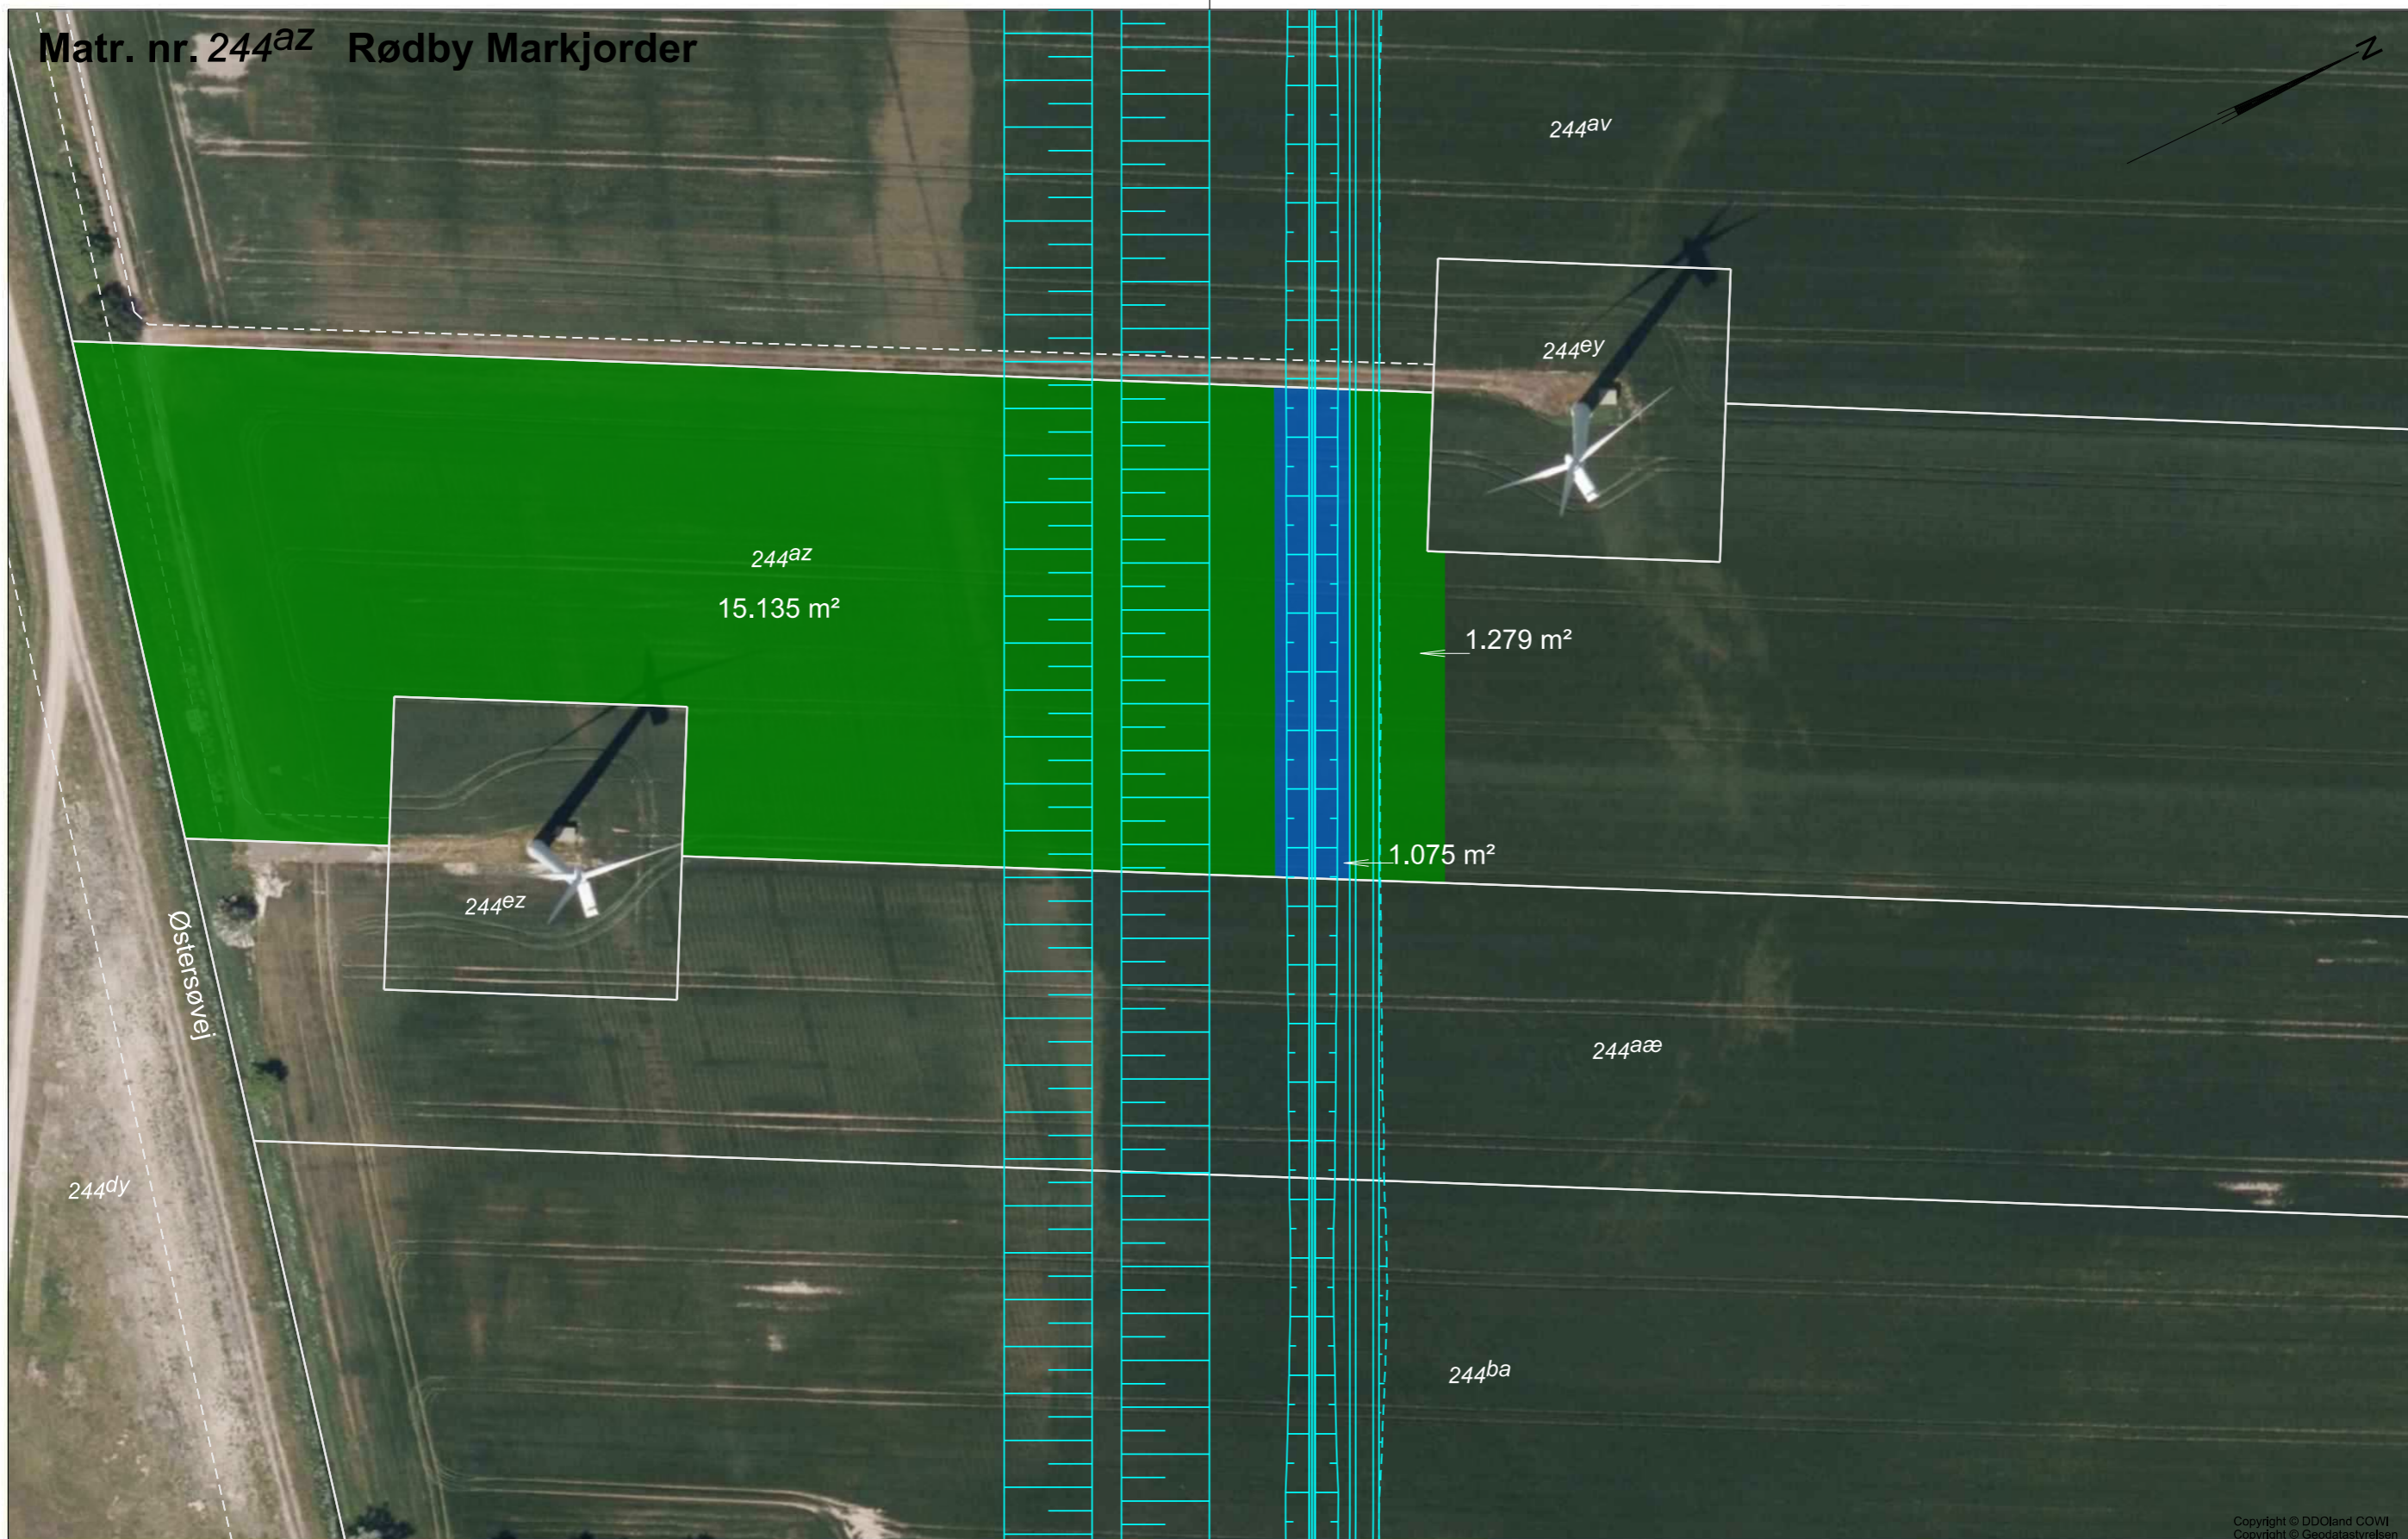 Matr. nr. 244az Rødby Markjorder
N
244av
244ey
244az
15.135 m²
1.279 m²
1.075 m²
244ez
Østersøvej
244aæ
244dy
244ba
Copyright © DDOland COWI
Copyright © Geodatastyrelsen